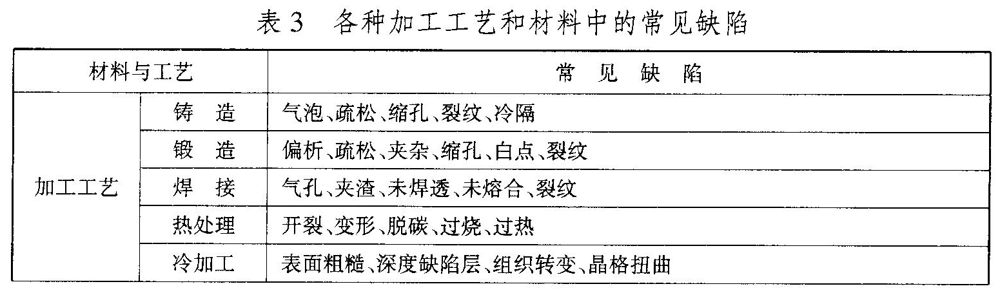 表3 各种加工工艺和材料中的常见缺陷
材料与工艺 常见缺陷
铸造 气泡、疏松、缩孔、裂纹、冷隔
锻造 偏析、疏松、夹杂、缩孔、白点、裂纹
加工工艺 焊接 气孔、夹渣、未焊透、未熔合、裂纹
热处理 开裂、变形、脱碳、过烧、过热
冷加工 表面粗糙、深度缺陷层、组织转变、晶格扭曲